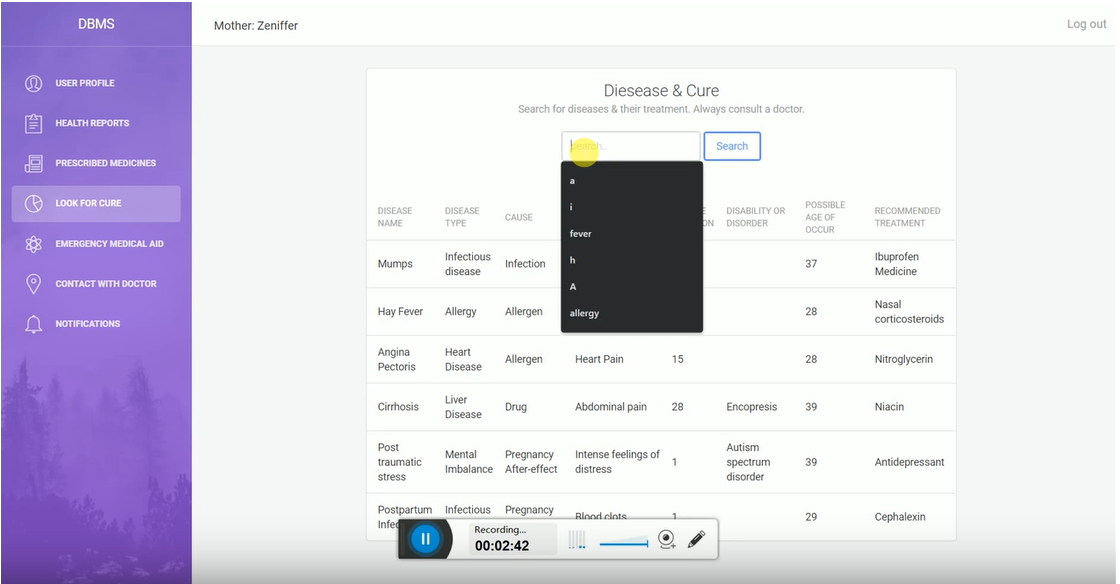 DBMS
Mother: Zeniffer
Log out
USER PROFILE
HEALTH REPORTS
PRESCRIBED MEDICINES
LOOK FOR CURE
EMERGENCY MEDICAL AID
CONTACT WITH DOCTOR
NOTIFICATIONS
Diesease & Cure
Search for diseases & their treatment. Always consult a doctor.
search..
Search
a
i
fever
h
A
allergy
DISEASE
NAME
DISEASE
TYPE
CAUSE
DISABILITY OR
DISORDER
POSSIBLE
AGE OF
OCCUR
RECOMMENDED
TREATMENT
Mumps
Infectious
disease
Infection
37
Ibuprofen
Medicine
Hay Fever
Allergy
Allergen
28
Nasal
corticosteroids
Angina
Pectoris
Heart
Disease
Allergen
Heart Pain
15
28
Nitroglycerin
Cirrhosis
Liver
Disease
Drug
Abdominal pain
28
Encopresis
39
Niacin
Post
traumatic
stress
Mental
Imbalance
Pregnancy
After-effect
Intense feelings of
distress
1
Autism
spectrum
disorder
39
Antidepressant
Postpartum
Infectious
Pregnancy
Blood clots
1
29
Cephalexin
Recording...
00:02:42